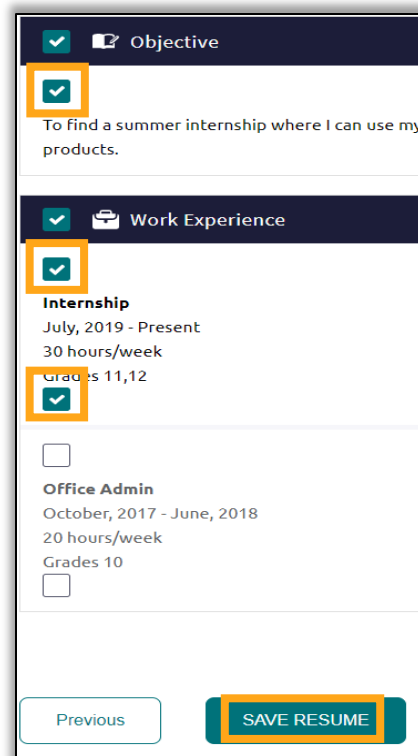 Objective
To find a summer internship where I can use my
products.
Work Experience
Internship
July, 2019 - Present
30 hours/week
Grades 11,12
Office Admin
October, 2017 - June, 2018
20 hours/week
Grades 10
Previous
SAVE RESUME